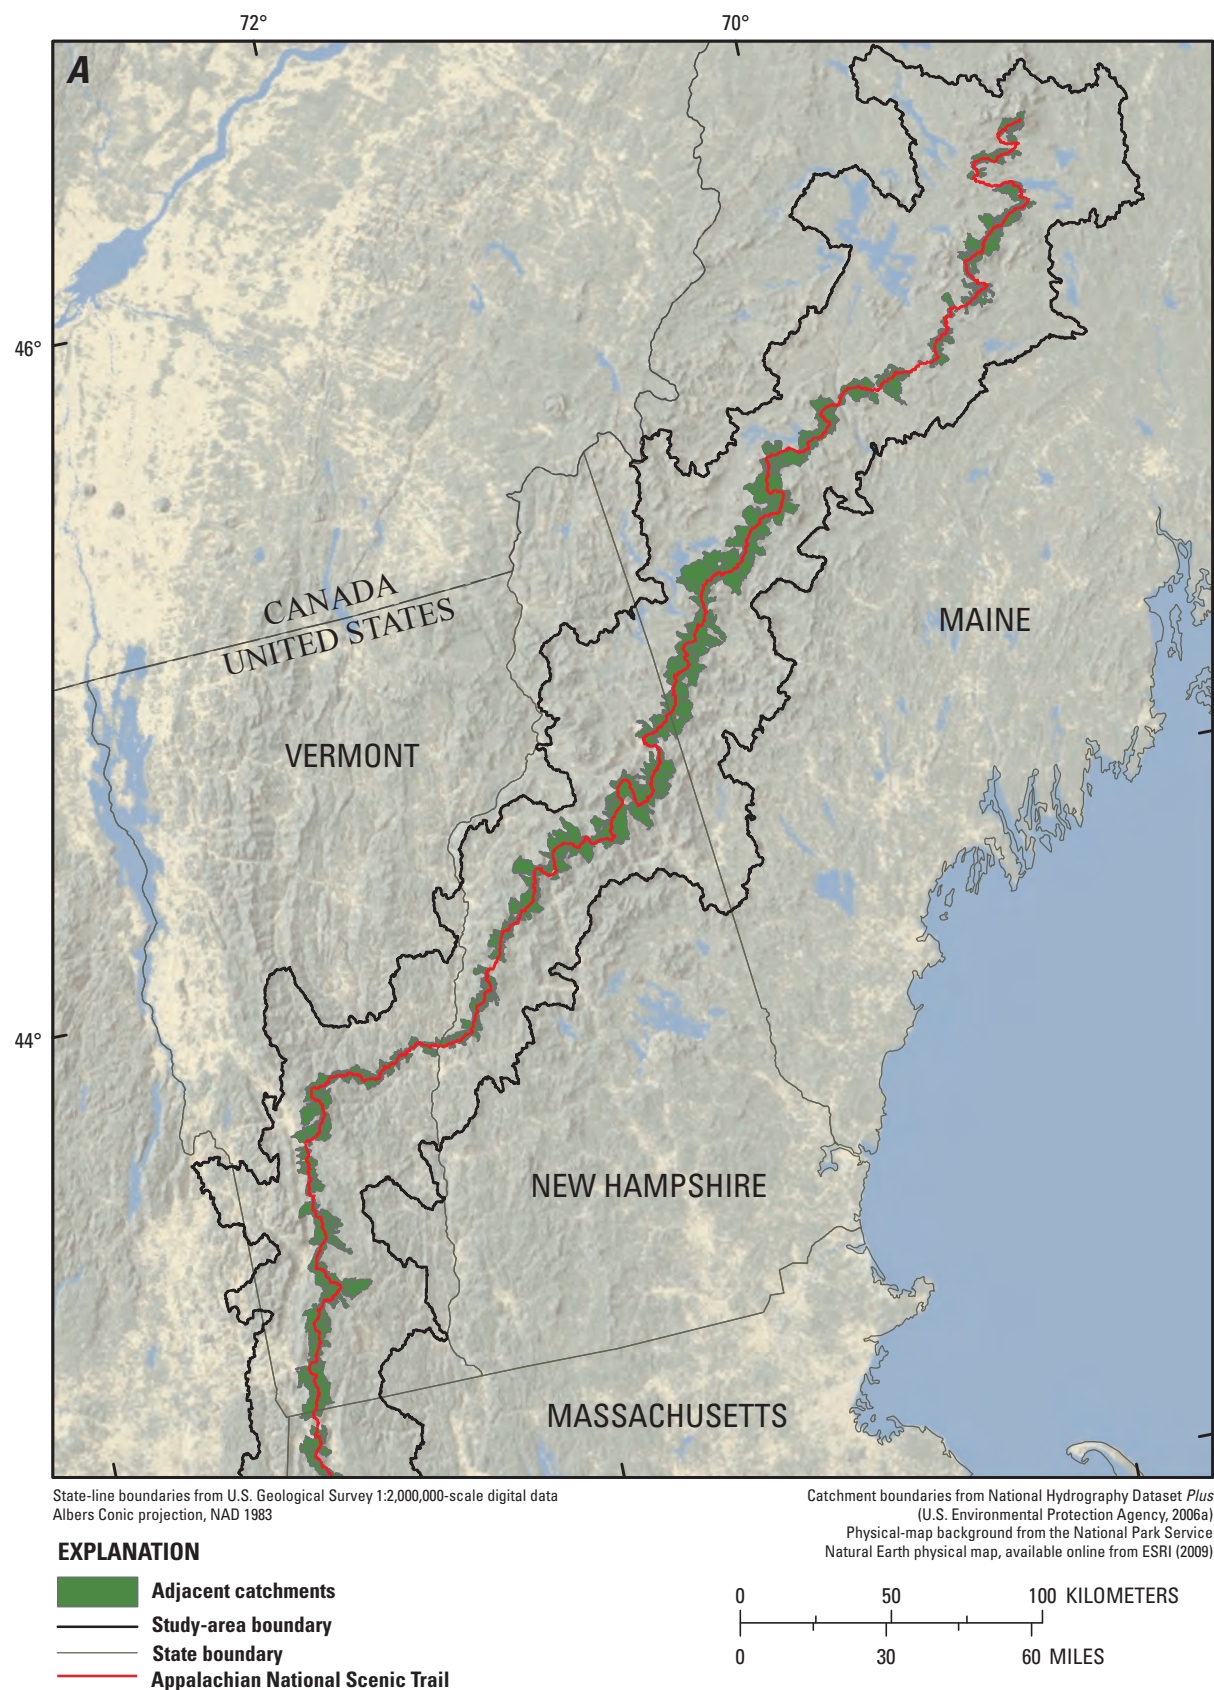 72°
70°
A
46°
CANADA
UNITED STATES
MAINE
VERMONT
44°
NEW HAMPSHIRE
MASSACHUSETTS
State-line boundaries from U.S. Geological Survey 1:2,000,000-scale digital data
Albers Conic projection, NAD 1983
Catchment boundaries from National Hydrography Dataset Plus
(U.S. Environmental Protection Agency, 2006a)
Physical-map background from the National Park Service
Natural Earth physical map, available online from ESRI (2009)
EXPLANATION
Adjacent catchments
Study-area boundary
State boundary
Appalachian National Scenic Trail
0 50 100 KILOMETERS
0 30 60 MILES